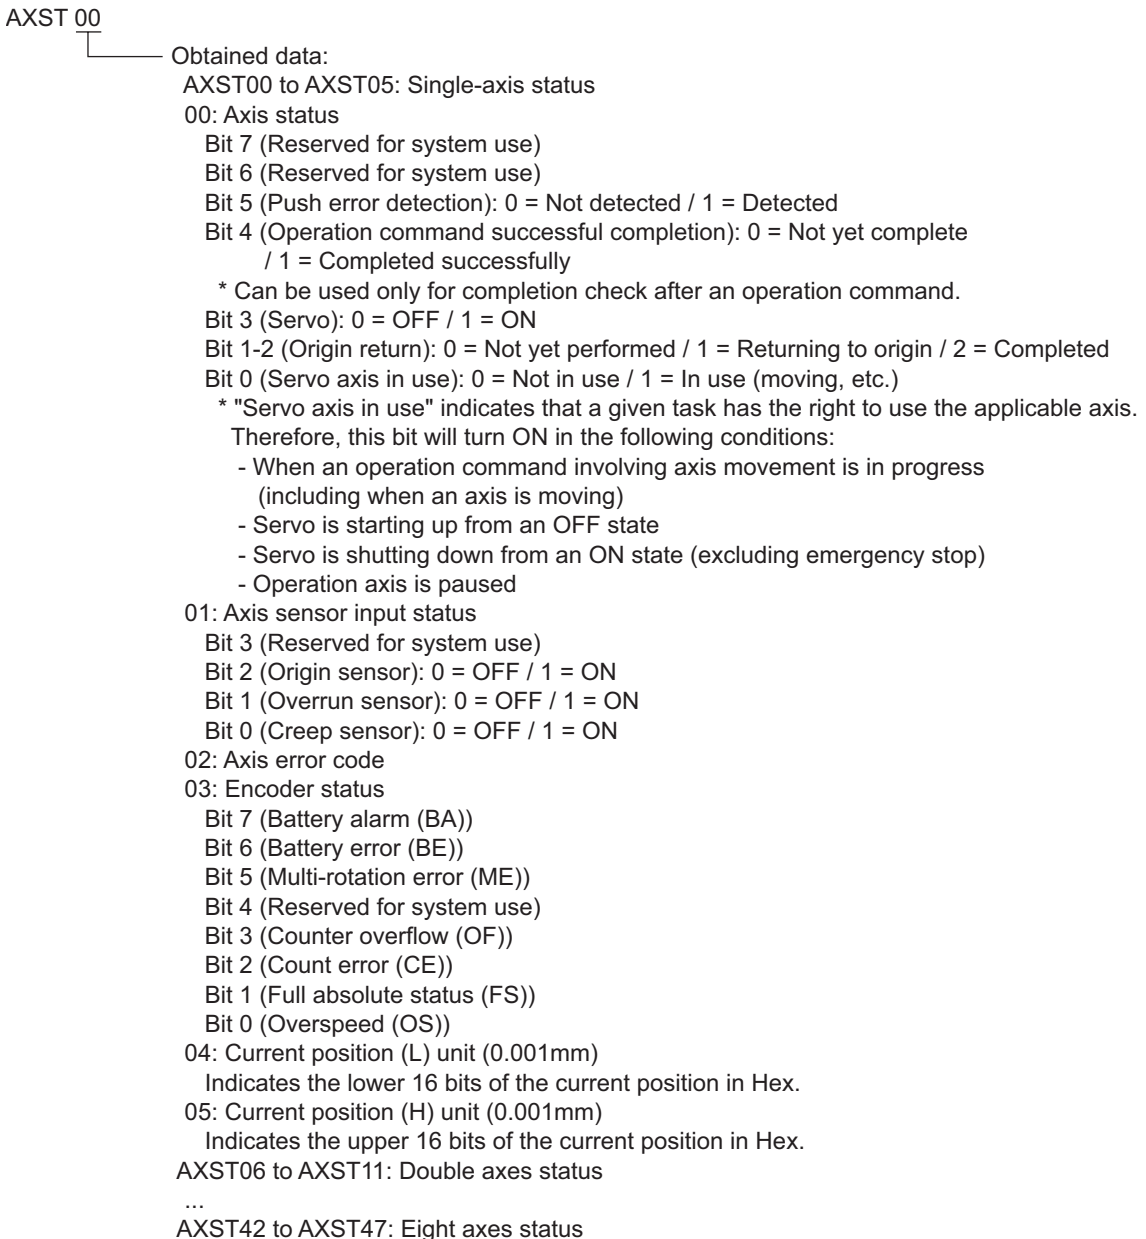 AXST 00
Obtained data:
AXST00 to AXST05: Single-axis status
00: Axis status
Bit 7 (Reserved for system use)
Bit 6 (Reserved for system use)
Bit 5 (Push error detection): 0 = Not detected / 1 = Detected
Bit 4 (Operation command successful completion): 0 = Not yet complete
/ 1 = Completed successfully
* Can be used only for completion check after an operation command.
Bit 3 (Servo): 0 = OFF / 1 = ON
Bit 1-2 (Origin return): 0 = Not yet performed / 1 = Returning to origin / 2 = Completed
Bit 0 (Servo axis in use): 0 = Not in use / 1 = In use (moving, etc.)
* "Servo axis in use" indicates that a given task has the right to use the applicable axis.
Therefore, this bit will turn ON in the following conditions:
- When an operation command involving axis movement is in progress
(including when an axis is moving)
- Servo is starting up from an OFF state
- Servo is shutting down from an ON state (excluding emergency stop)
- Operation axis is paused
01: Axis sensor input status
Bit 3 (Reserved for system use)
Bit 2 (Origin sensor): 0 = OFF / 1 = ON
Bit 1 (Overrun sensor): 0 = OFF / 1 = ON
Bit 0 (Creep sensor): 0 = OFF / 1 = ON
02: Axis error code
03: Encoder status
Bit 7 (Battery alarm (BA))
Bit 6 (Battery error (BE))
Bit 5 (Multi-rotation error (ME))
Bit 4 (Reserved for system use)
Bit 3 (Counter overflow (OF))
Bit 2 (Count error (CE))
Bit 1 (Full absolute status (FS))
Bit 0 (Overspeed (OS))
04: Current position (L) unit (0.001mm)
Indicates the lower 16 bits of the current position in Hex.
05: Current position (H) unit (0.001mm)
Indicates the upper 16 bits of the current position in Hex.
AXST06 to AXST11: Double axes status
...
AXST42 to AXST47: Eight axes status